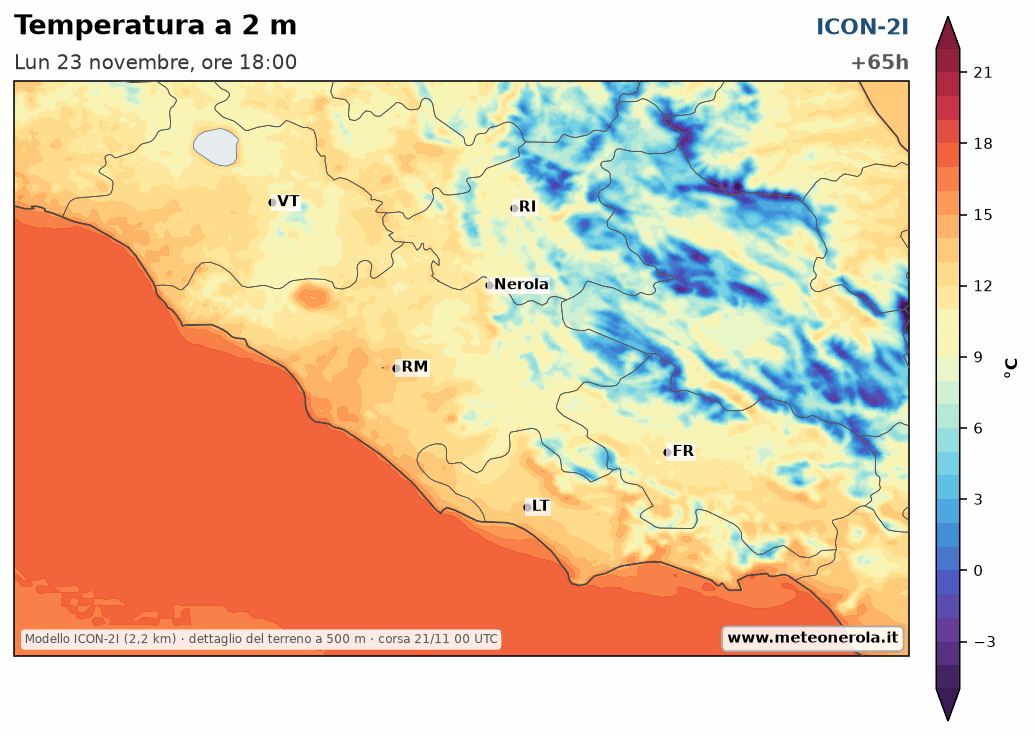 Temperatura a 2 m
ICON-2I
Lun 23 novembre, ore 18:00
+65h
VT
RI
Nerola
RM
FR
LT
21
18
15
12
9
6
3
0
−3
°C
Modello ICON-2I (2,2 km) · dettaglio del terreno a 500 m · corsa 21/11 00 UTC
www.meteonerola.it